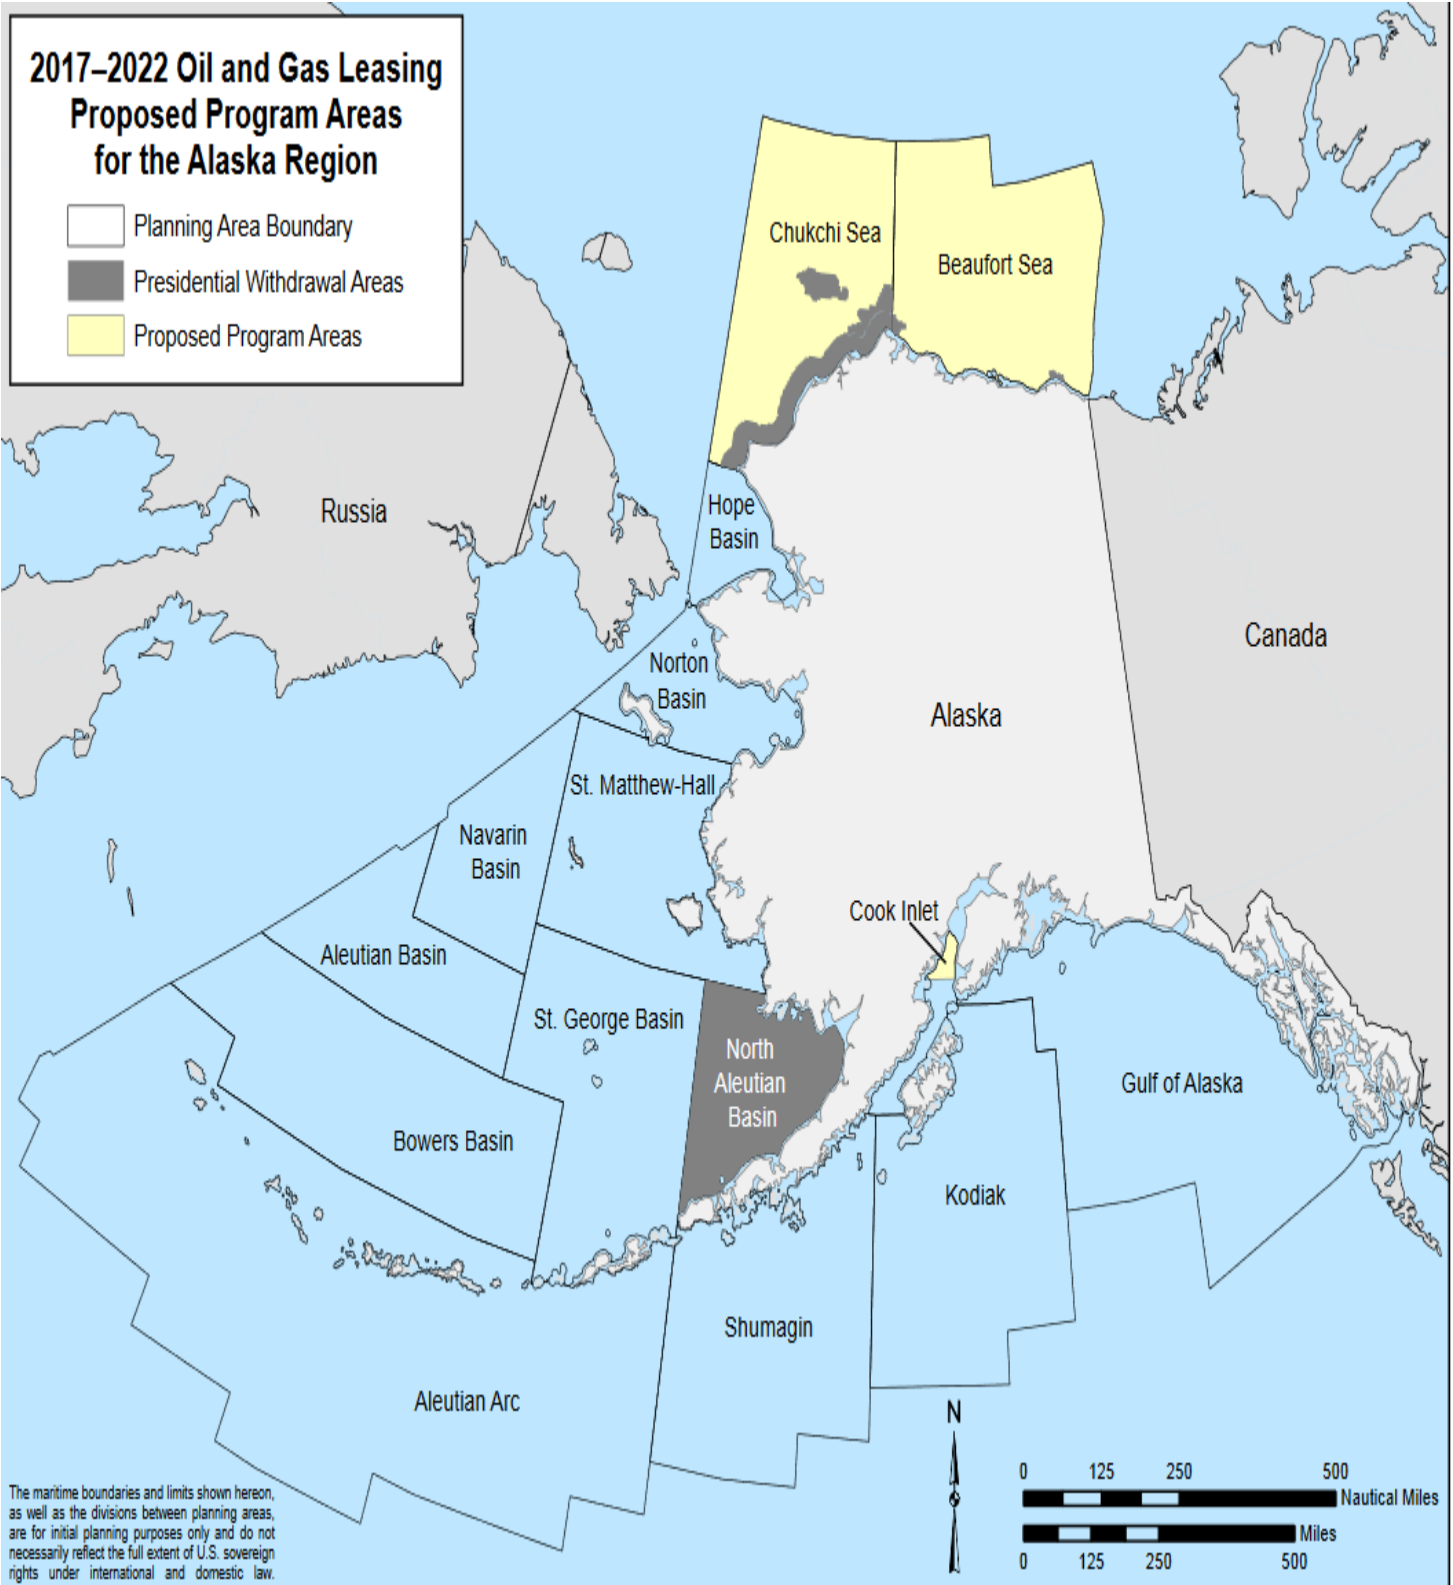 2017–2022 Oil and Gas Leasing
Proposed Program Areas
for the Alaska Region
Planning Area Boundary
Presidential Withdrawal Areas
Proposed Program Areas
Chukchi Sea
Beaufort Sea
Russia
Hope
Basin
Canada
Norton
Basin
Alaska
St. Matthew-Hall
Navarin
Basin
Cook Inlet
Aleutian Basin
St. George Basin
North
Aleutian
Basin
Gulf of Alaska
Bowers Basin
Kodiak
Shumagin
Aleutian Arc
N
0 125 250 500
Nautical Miles
Miles
0 125 250 500
The maritime boundaries and limits shown hereon,
as well as the divisions between planning areas,
are for initial planning purposes only and do not
necessarily reflect the full extent of U.S. sovereign
rights under international and domestic law.